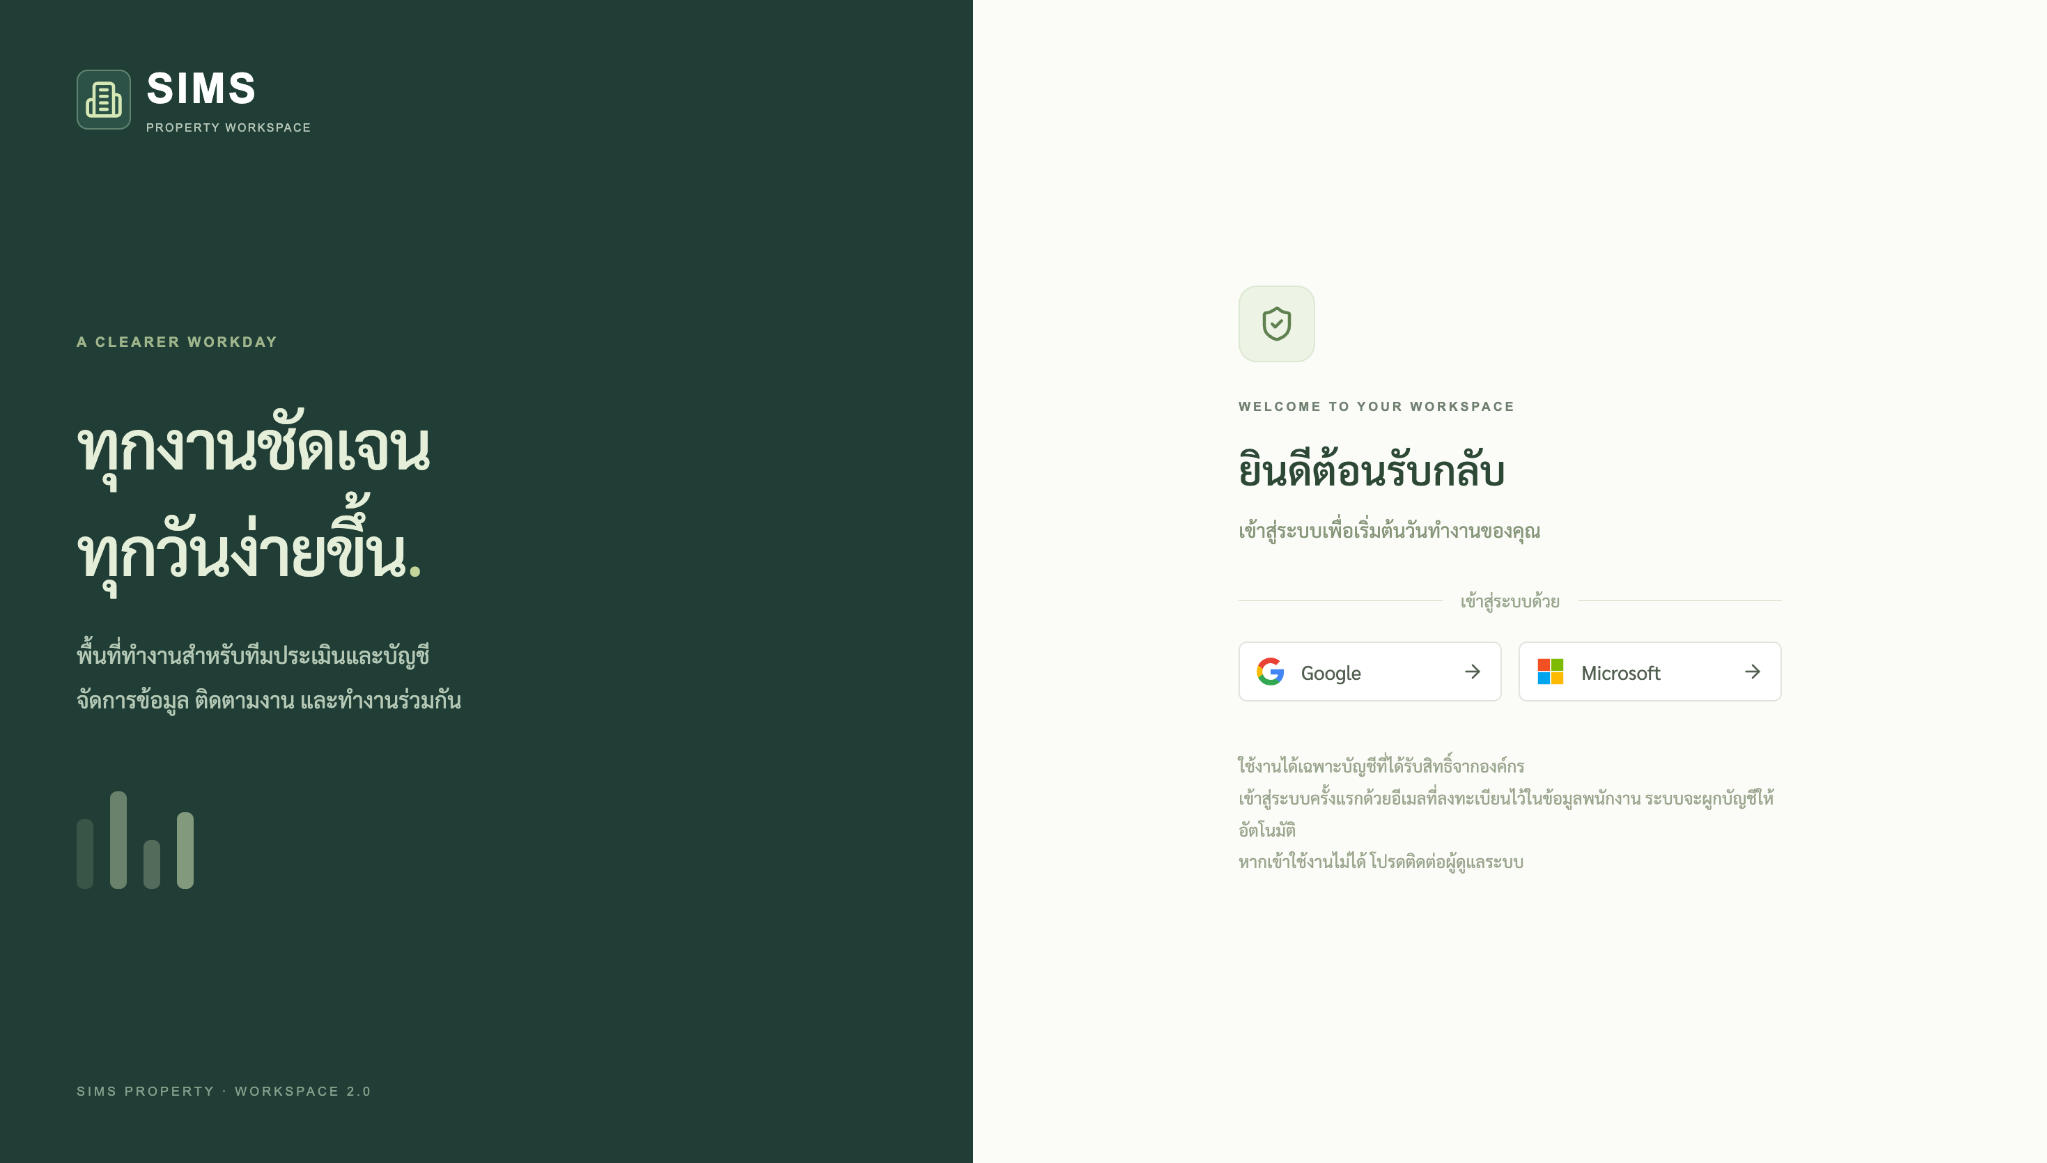 SIMS
PROPERTY WORKSPACE
A CLEARER WORKDAY
ทุกงานชัดเจน
ทุกวันง่ายขึ้น.
พื้นที่ทำงานสำหรับทีมประเมินและบัญชี
จัดการข้อมูล ติดตามงาน และทำงานร่วมกัน
SIMS PROPERTY · WORKSPACE 2.0
WELCOME TO YOUR WORKSPACE
ยินดีต้อนรับกลับ
เข้าสู่ระบบเพื่อเริ่มต้นวันทำงานของคุณ
เข้าสู่ระบบด้วย
Google
Microsoft
ใช้งานได้เฉพาะบัญชีที่ได้รับสิทธิ์จากองค์กร
เข้าสู่ระบบครั้งแรกด้วยอีเมลที่ลงทะเบียนไว้ในข้อมูลพนักงาน ระบบจะผูกบัญชีให้
อัตโนมัติ
หากเข้าใช้งานไม่ได้ โปรดติดต่อผู้ดูแลระบบ